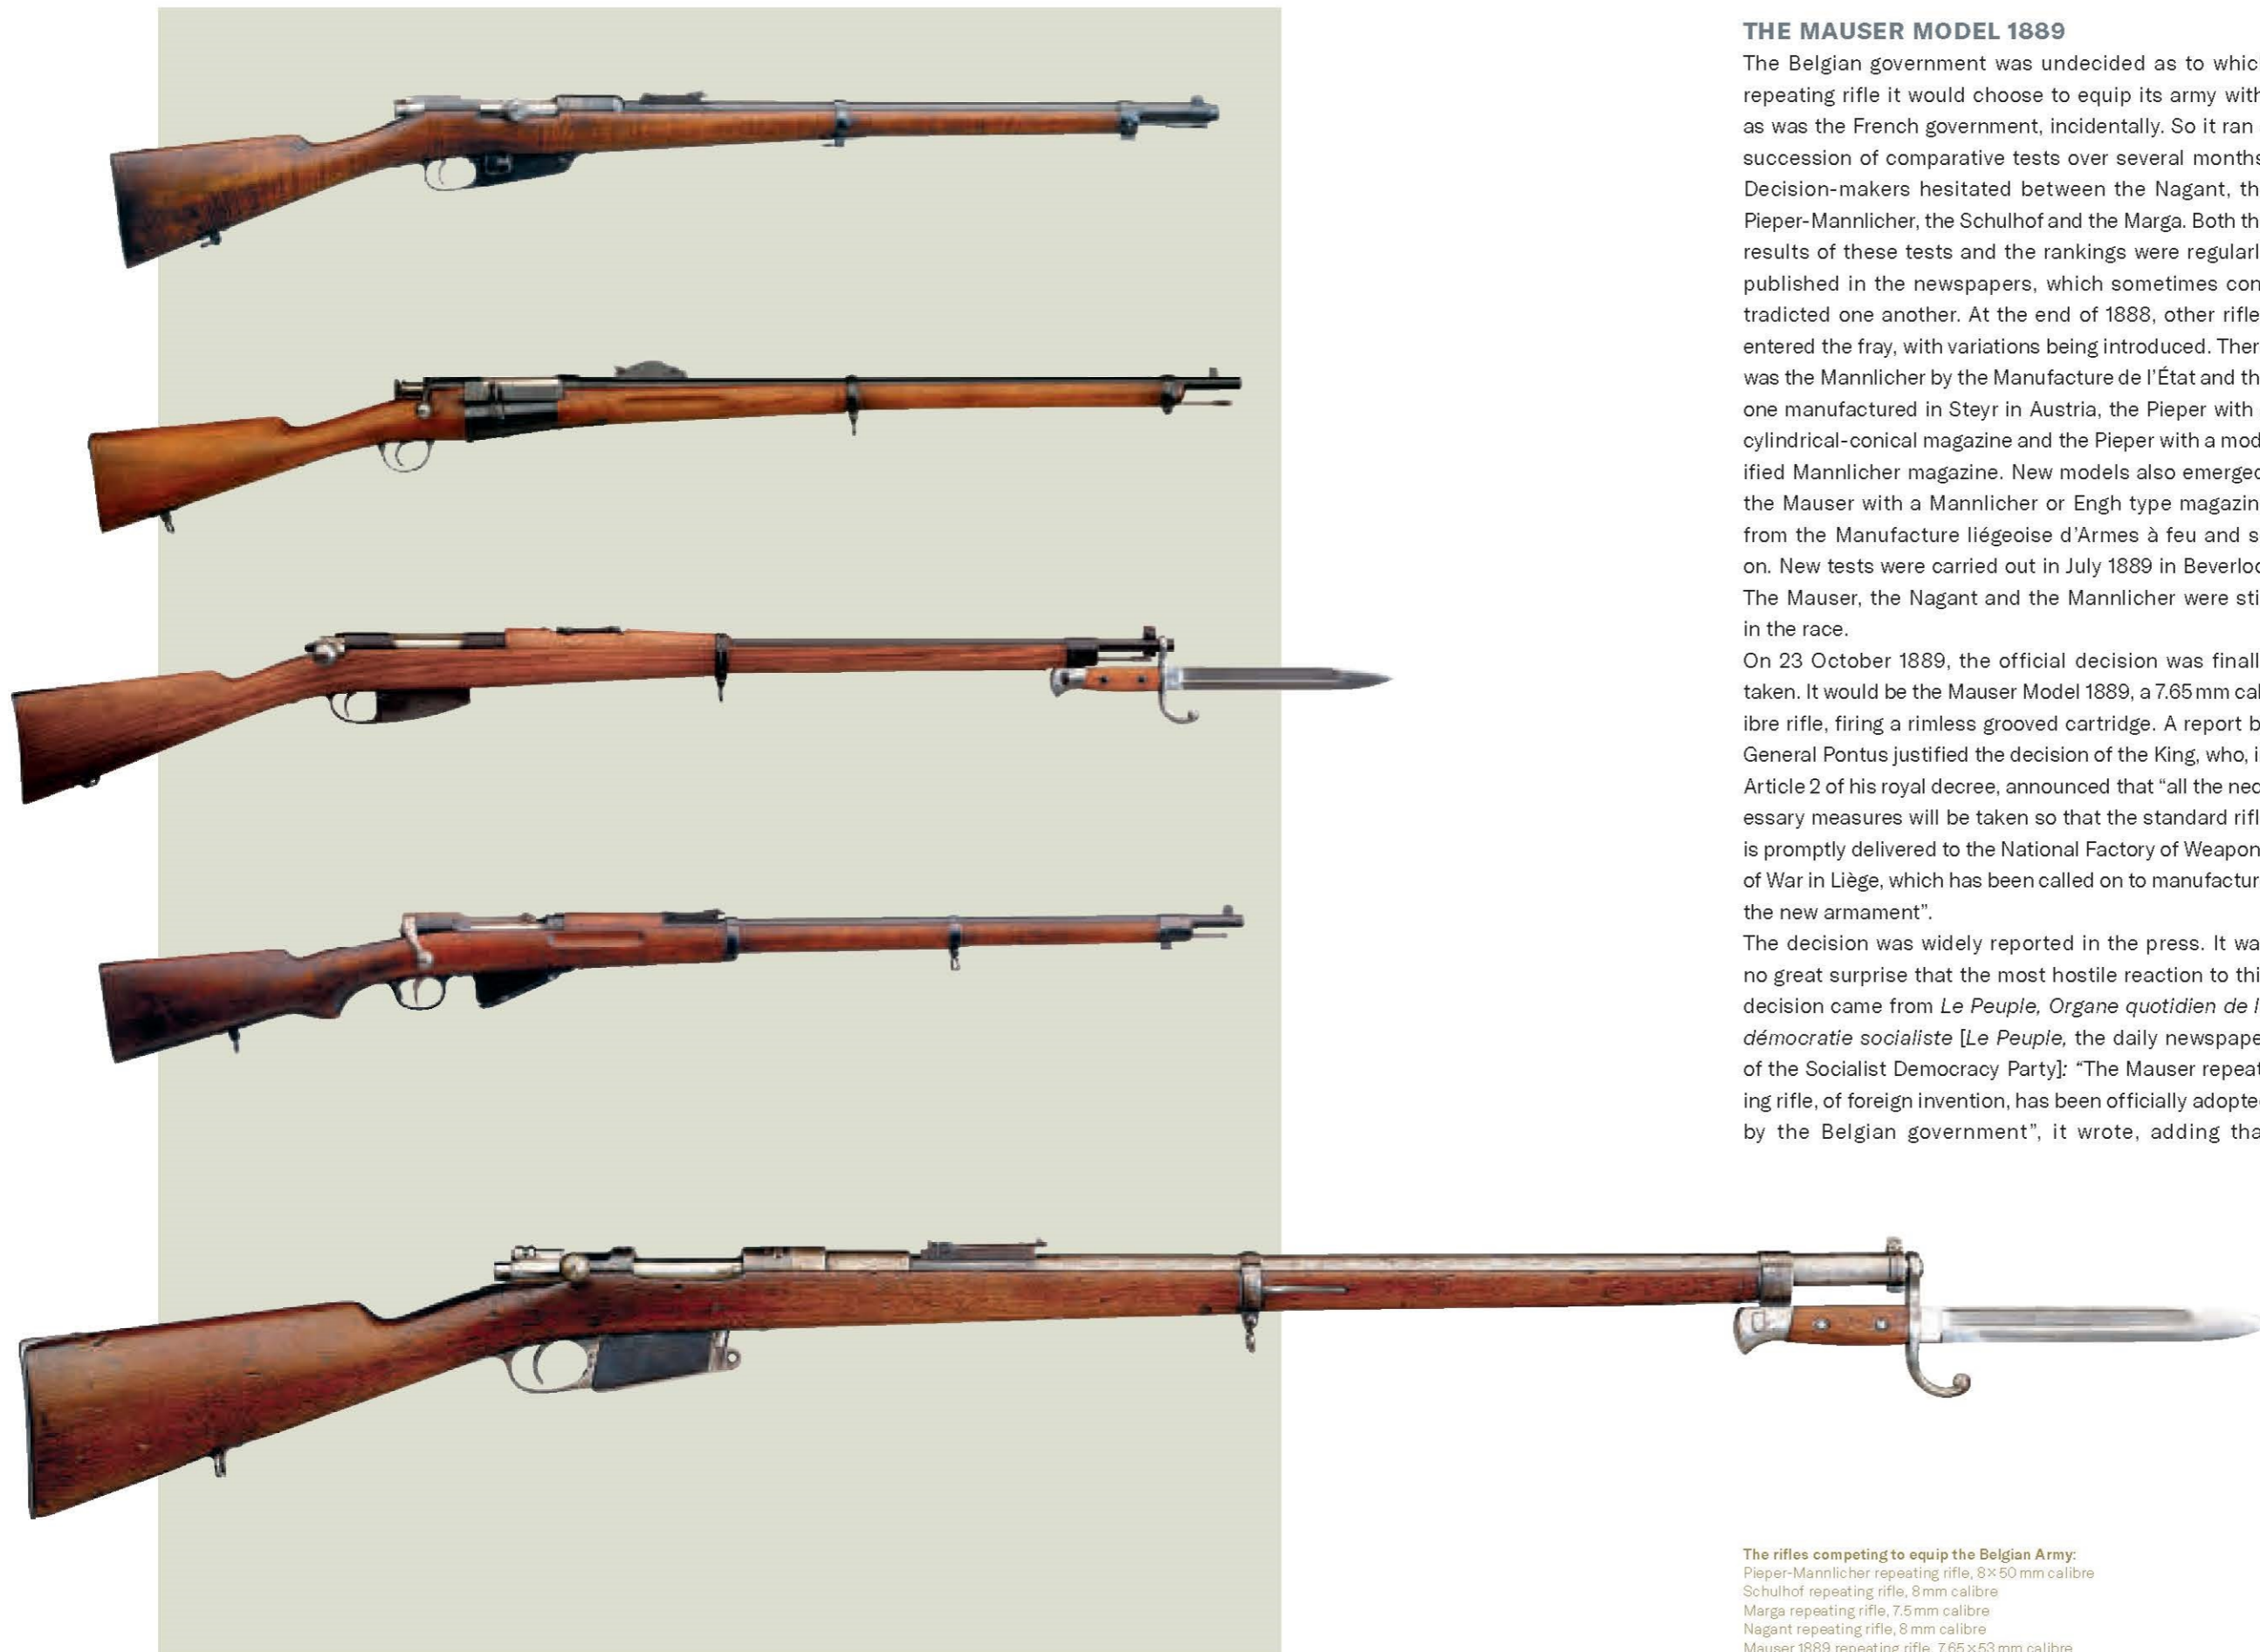 THE MAUSER MODEL 1889
The Belgian government was undecided as to whic
repeating rifle it would choose to equip its army with
as was the French government, incidentally. So it ran
succession of comparative tests over several months
Decision-makers hesitated between the Nagant, th
Pieper-Mannlicher, the Schulhof and the Marga. Both th
results of these tests and the rankings were regularl
published in the newspapers, which sometimes con
tradicted one another. At the end of 1888, other rifle
entered the fray, with variations being introduced. Ther
was the Mannlicher by the Manufacture de l'État and th
one manufactured in Steyr in Austria, the Pieper with
cylindrical-conical magazine and the Pieper with a mod
ified Mannlicher magazine. New models also emerged
the Mauser with a Mannlicher or Engh type magazin
from the Manufacture liégeoise d'Armes à feu and s
on. New tests were carried out in July 1889 in Beverloo
The Mauser, the Nagant and the Mannlicher were sti
in the race.
On 23 October 1889, the official decision was finall
taken. It would be the Mauser Model 1889, a 7.65 mm cal
ibre rifle, firing a rimless grooved cartridge. A report b
General Pontus justified the decision of the King, who, i
Article 2 of his royal decree, announced that “all the nec
essary measures will be taken so that the standard rifl
is promptly delivered to the National Factory of Weapon
of War in Liège, which has been called on to manufactur
the new armament”.
The decision was widely reported in the press. It wa
no great surprise that the most hostile reaction to thi
decision came from Le Peuple, Organe quotidien de l
démocratie socialiste [Le Peuple, the daily newspape
of the Socialist Democracy Party]: “The Mauser repeat
ing rifle, of foreign invention, has been officially adopte
by the Belgian government”, it wrote, adding tha
The rifles competing to equip the Belgian Army:
Pieper-Mannlicher repeating rifle, 8×50 mm calibre
Schulhof repeating rifle, 8 mm calibre
Marga repeating rifle, 7.5 mm calibre
Nagant repeating rifle, 8 mm calibre
Mauser 1889 repeating rifle, 7.65×53 mm calibre